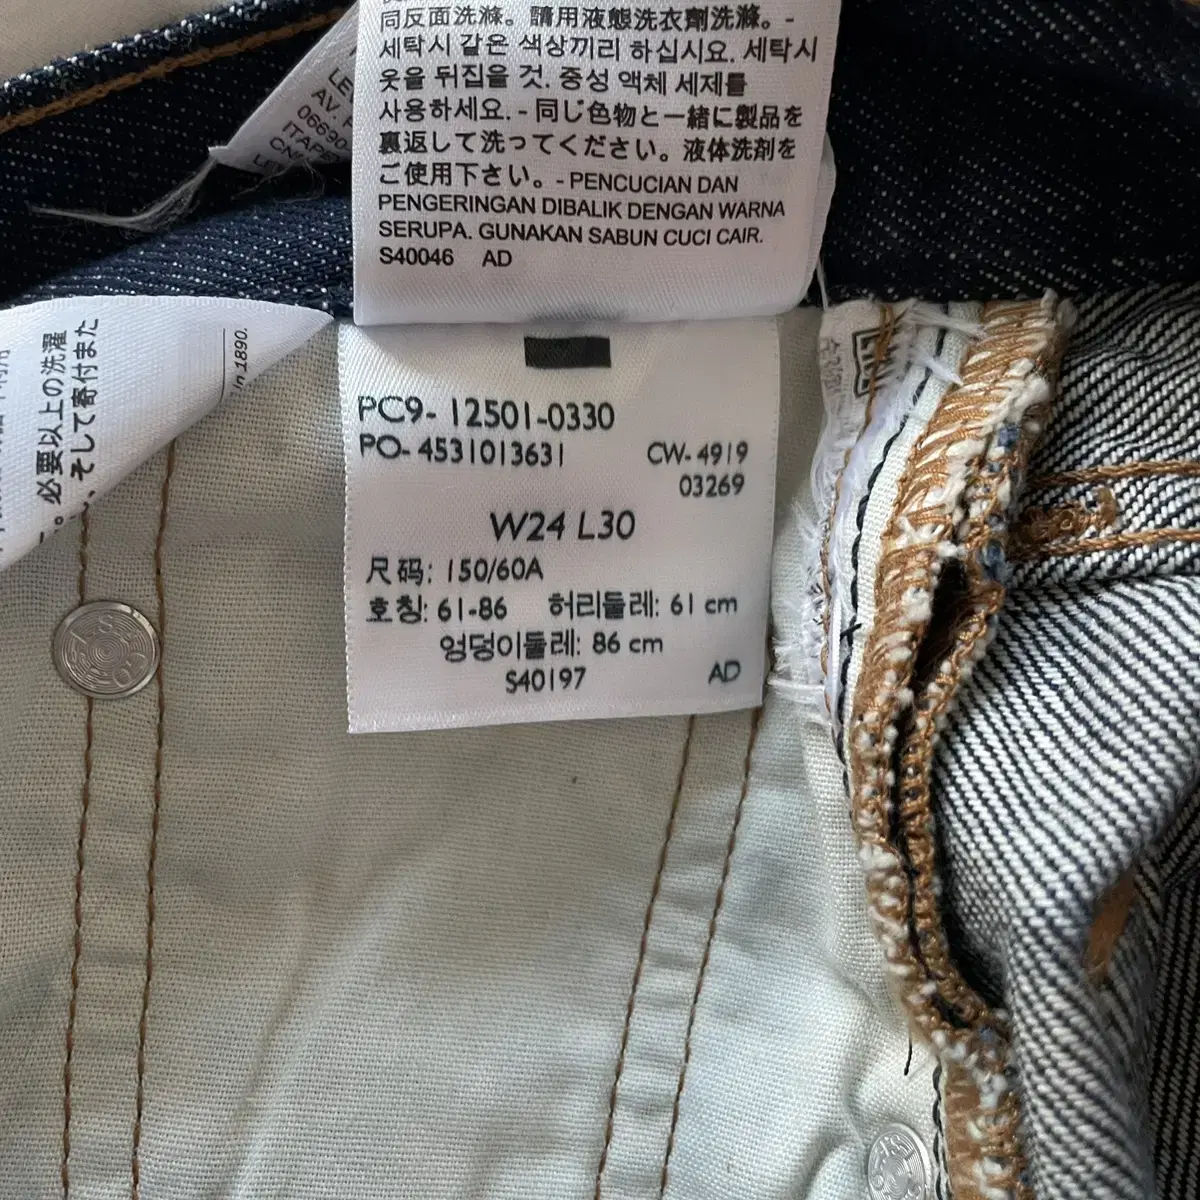 同反面洗滌。請用液態洗衣劑洗滌。-
세탁시 같은 색상끼리 하십시요. 세탁시
옷을 뒤집을 것. 중성 액체 세제를
사용하세요. - 同じ色物と一緒に製品を
裏返して洗ってください。液体洗剤を
ご使用下さい。- PENCUCIAN DAN
PENGERINGAN DIBALIK DENGAN WARNA
SERUPA. GUNAKAN SABUN CUCI CAIR.
S40046 AD
AV.
06690-
in 1890.
必要以上の洗濯
、そして寄付また
PC9- 12501-0330
PO- 4531013631 CW- 4919
03269
W24 L30
尺码: 150/60A
호칭: 61-86 허리둘레: 61 cm
엉덩이둘레: 86 cm
S40197 AD